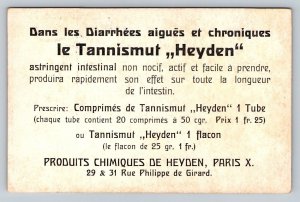 Dans les Diarrhées aiguës et chroniques
le Tannismut „Heyden"
astringent intestinal non nocif, actif et facile a prendre,
produira rapidement son effet sur toute la longueur
de l'intestin.
Prescrire: Comprimés de Tannismut „Heyden" 1 Tube
(chaque tube contient 20 comprimés à 50 cgr. Prix 1 fr. 25)
ou Tannismut „Heyden" 1 flacon
(le flacon de 25 gr. 1 fr.)
PRODUITS CHIMIQUES DE HEYDEN, PARIS X.
29 & 31 Rue Philippe de Girard.